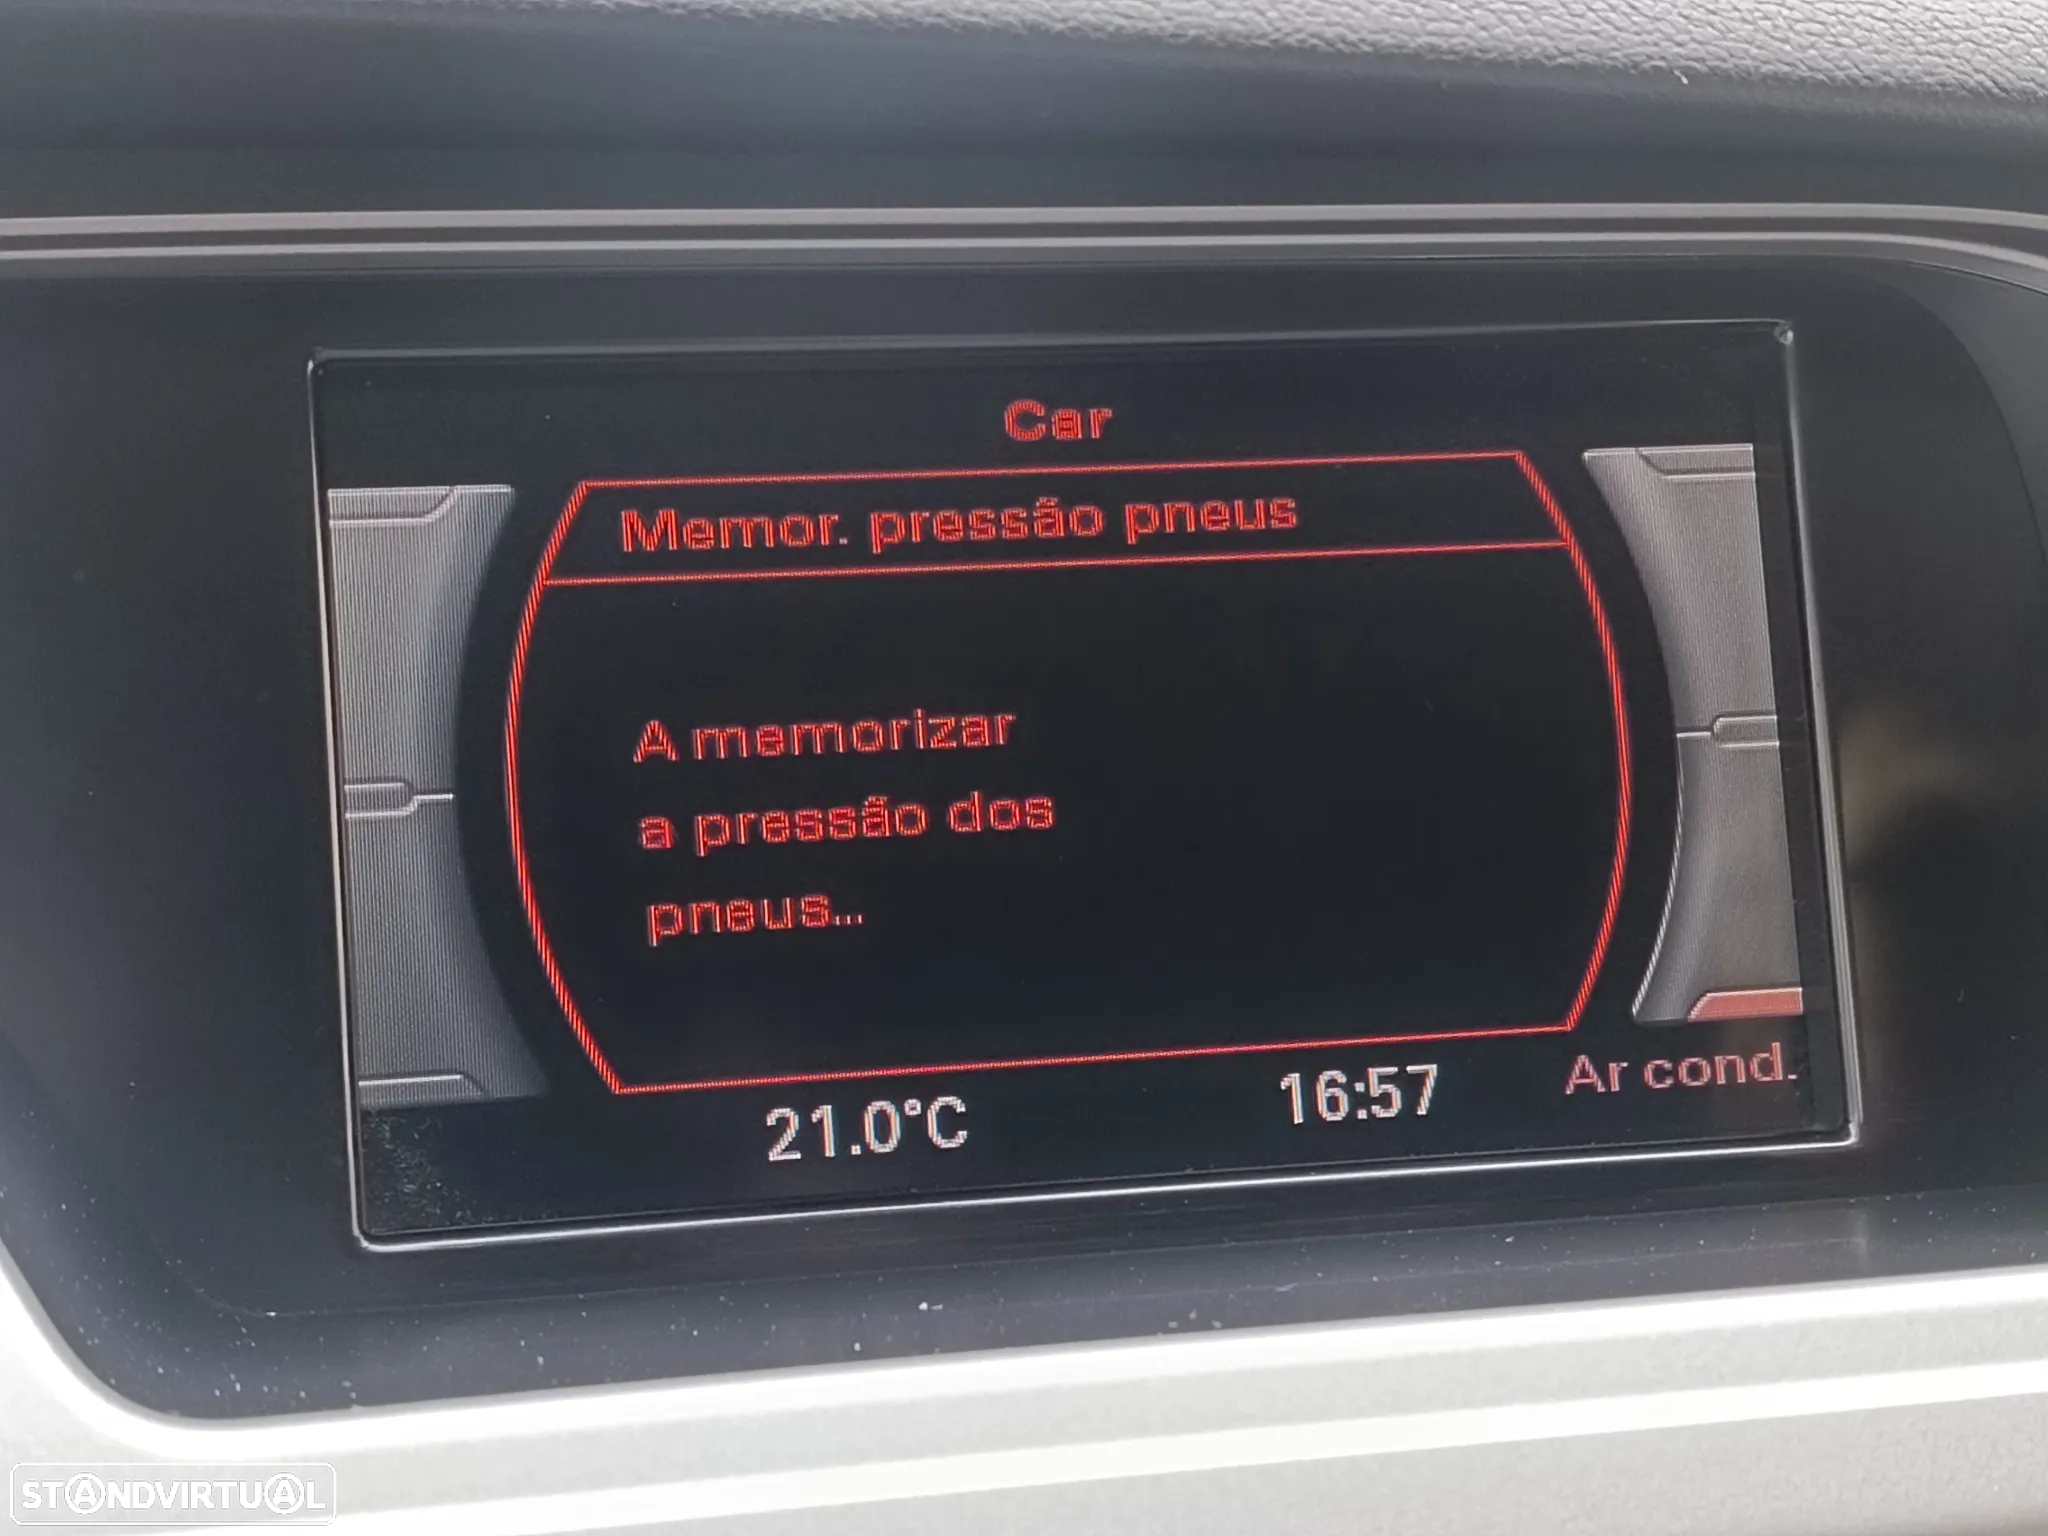 Car
Memor. pressão pneus
A memorizar
a pressão dos
pneus...
21.0°C
16:57
Ar cond.
STANDVIRTUAL